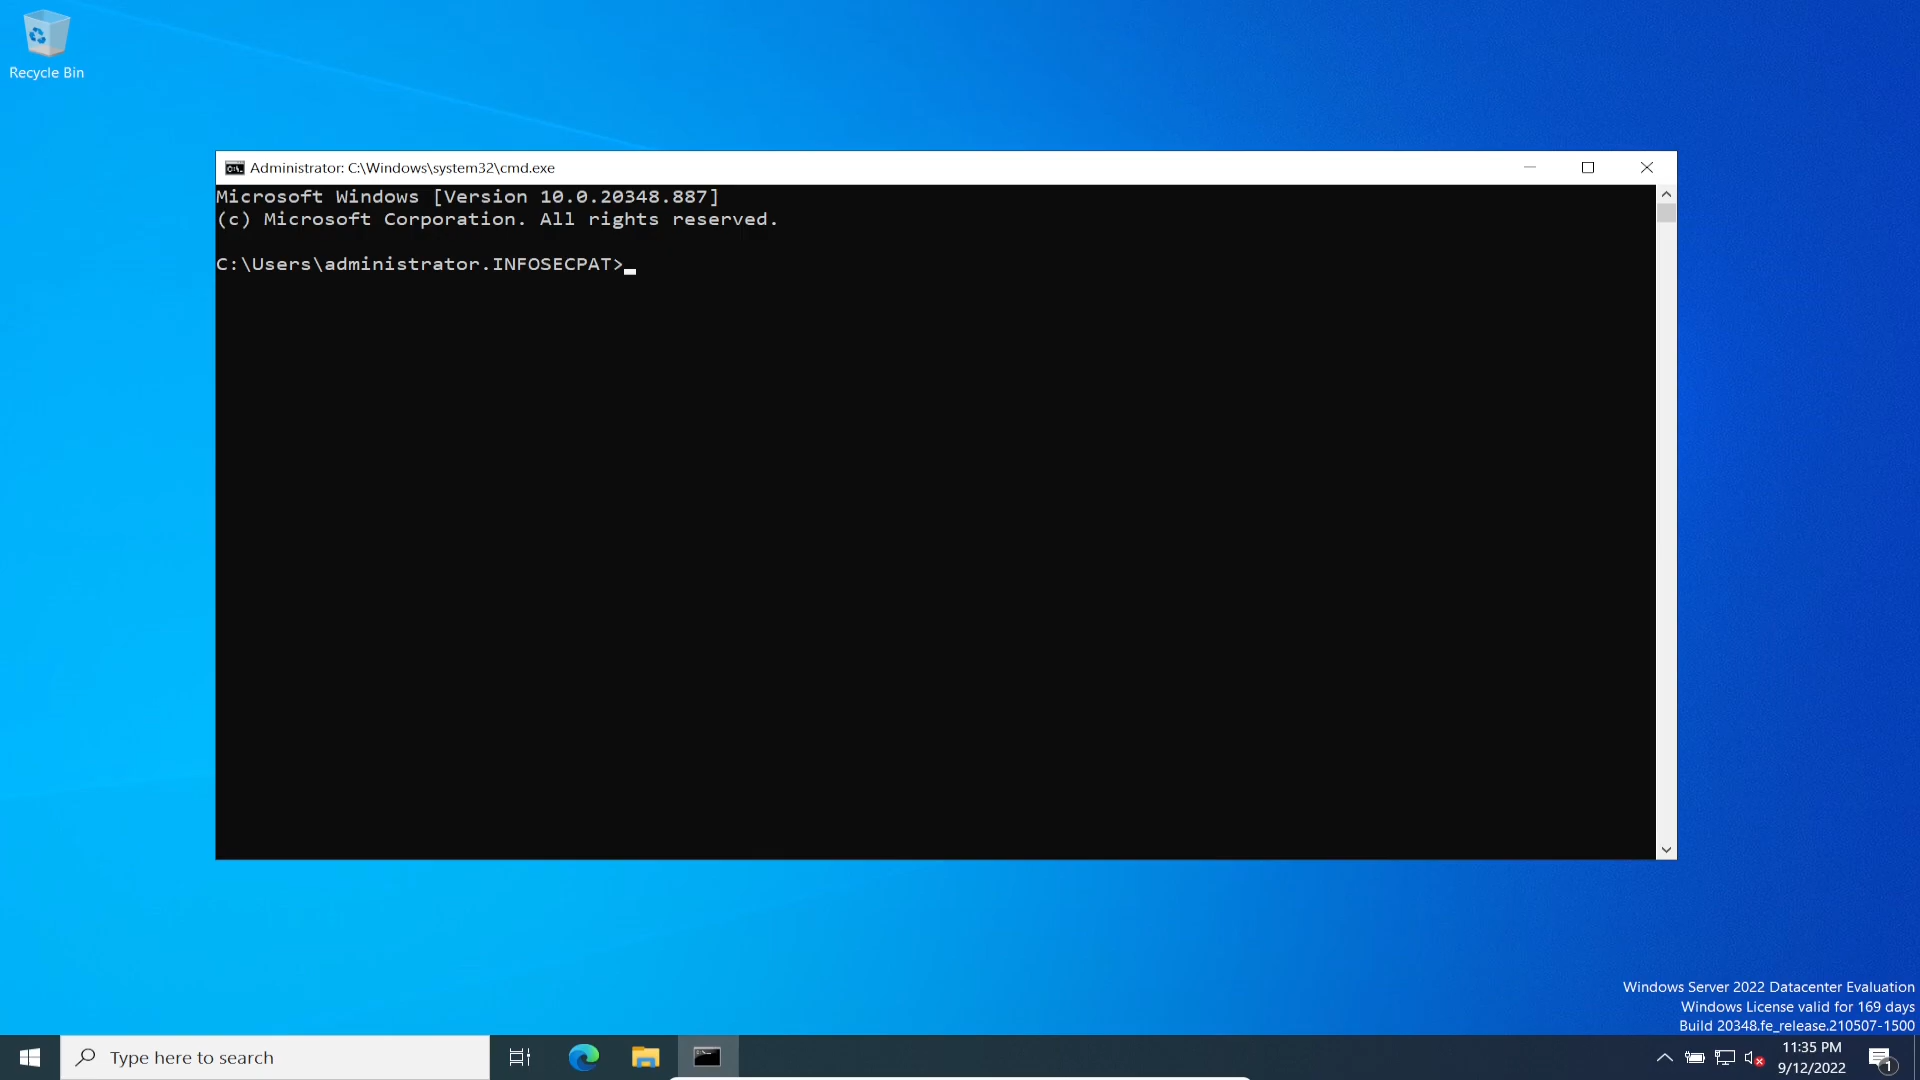 Recycle Bin
Administrator: C:\Windows\system32\cmd.exe
Microsoft Windows [Version 10.0.20348.887]
(c) Microsoft Corporation. All rights reserved.
C:\Users\administrator.INFOSECPAT>
Windows Server 2022 Datacenter Evaluation
Windows License valid for 169 days
Build 20348.fe_release.210507-1500
Type here to search
11:35 PM
9/12/2022
1